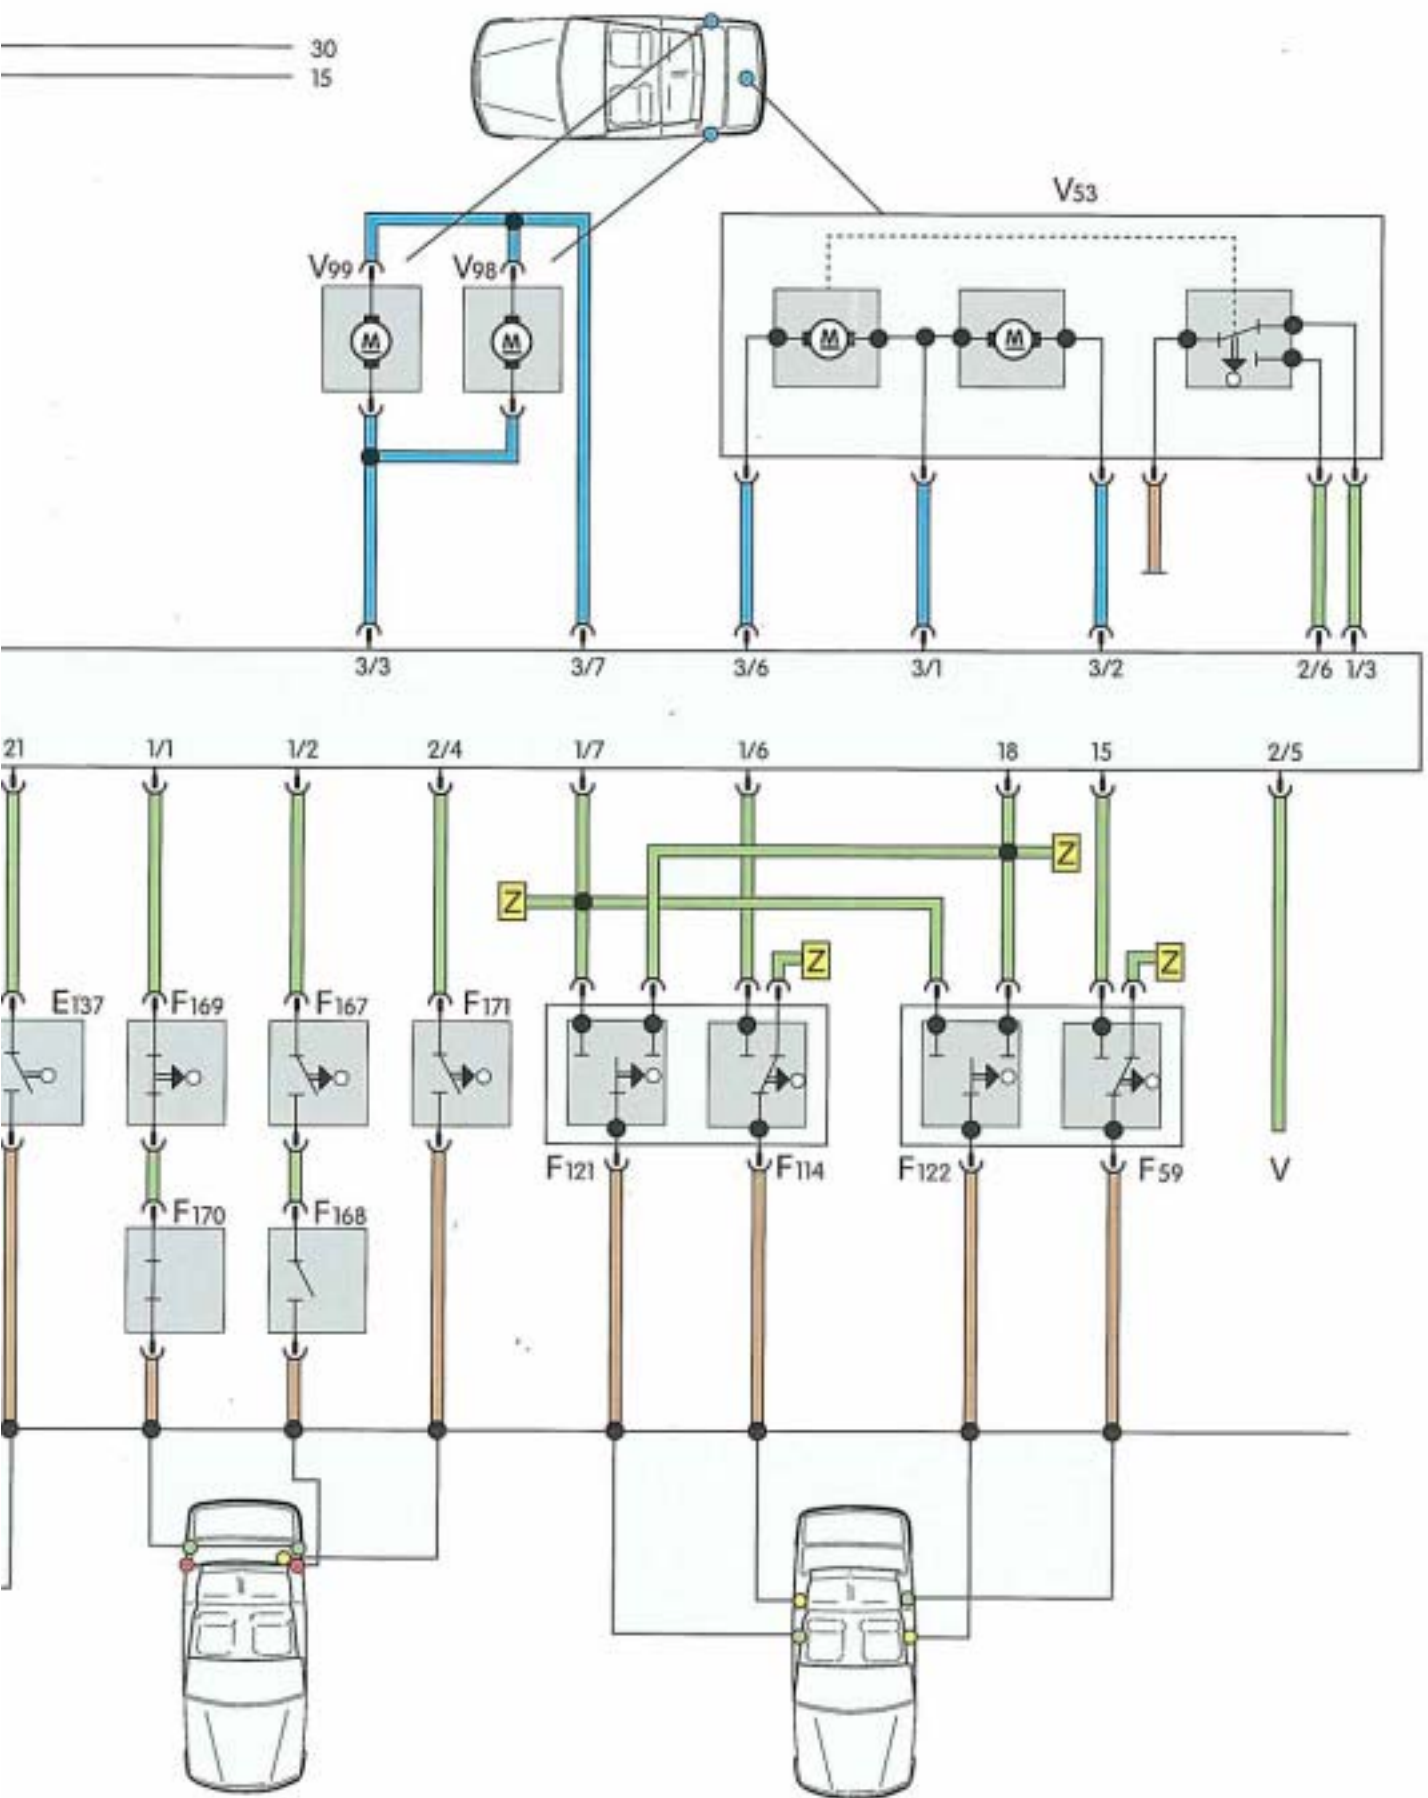 30
15
V53
V99 V98
M M M M
3/3 3/7 3/6 3/1 3/2 2/6 1/3
21 1/1 1/2 2/4 1/7 1/6 18 15 2/5
Z
Z
Z Z
E137 F169 F167 F171
F121 F114 F122 F59 V
F170 F168